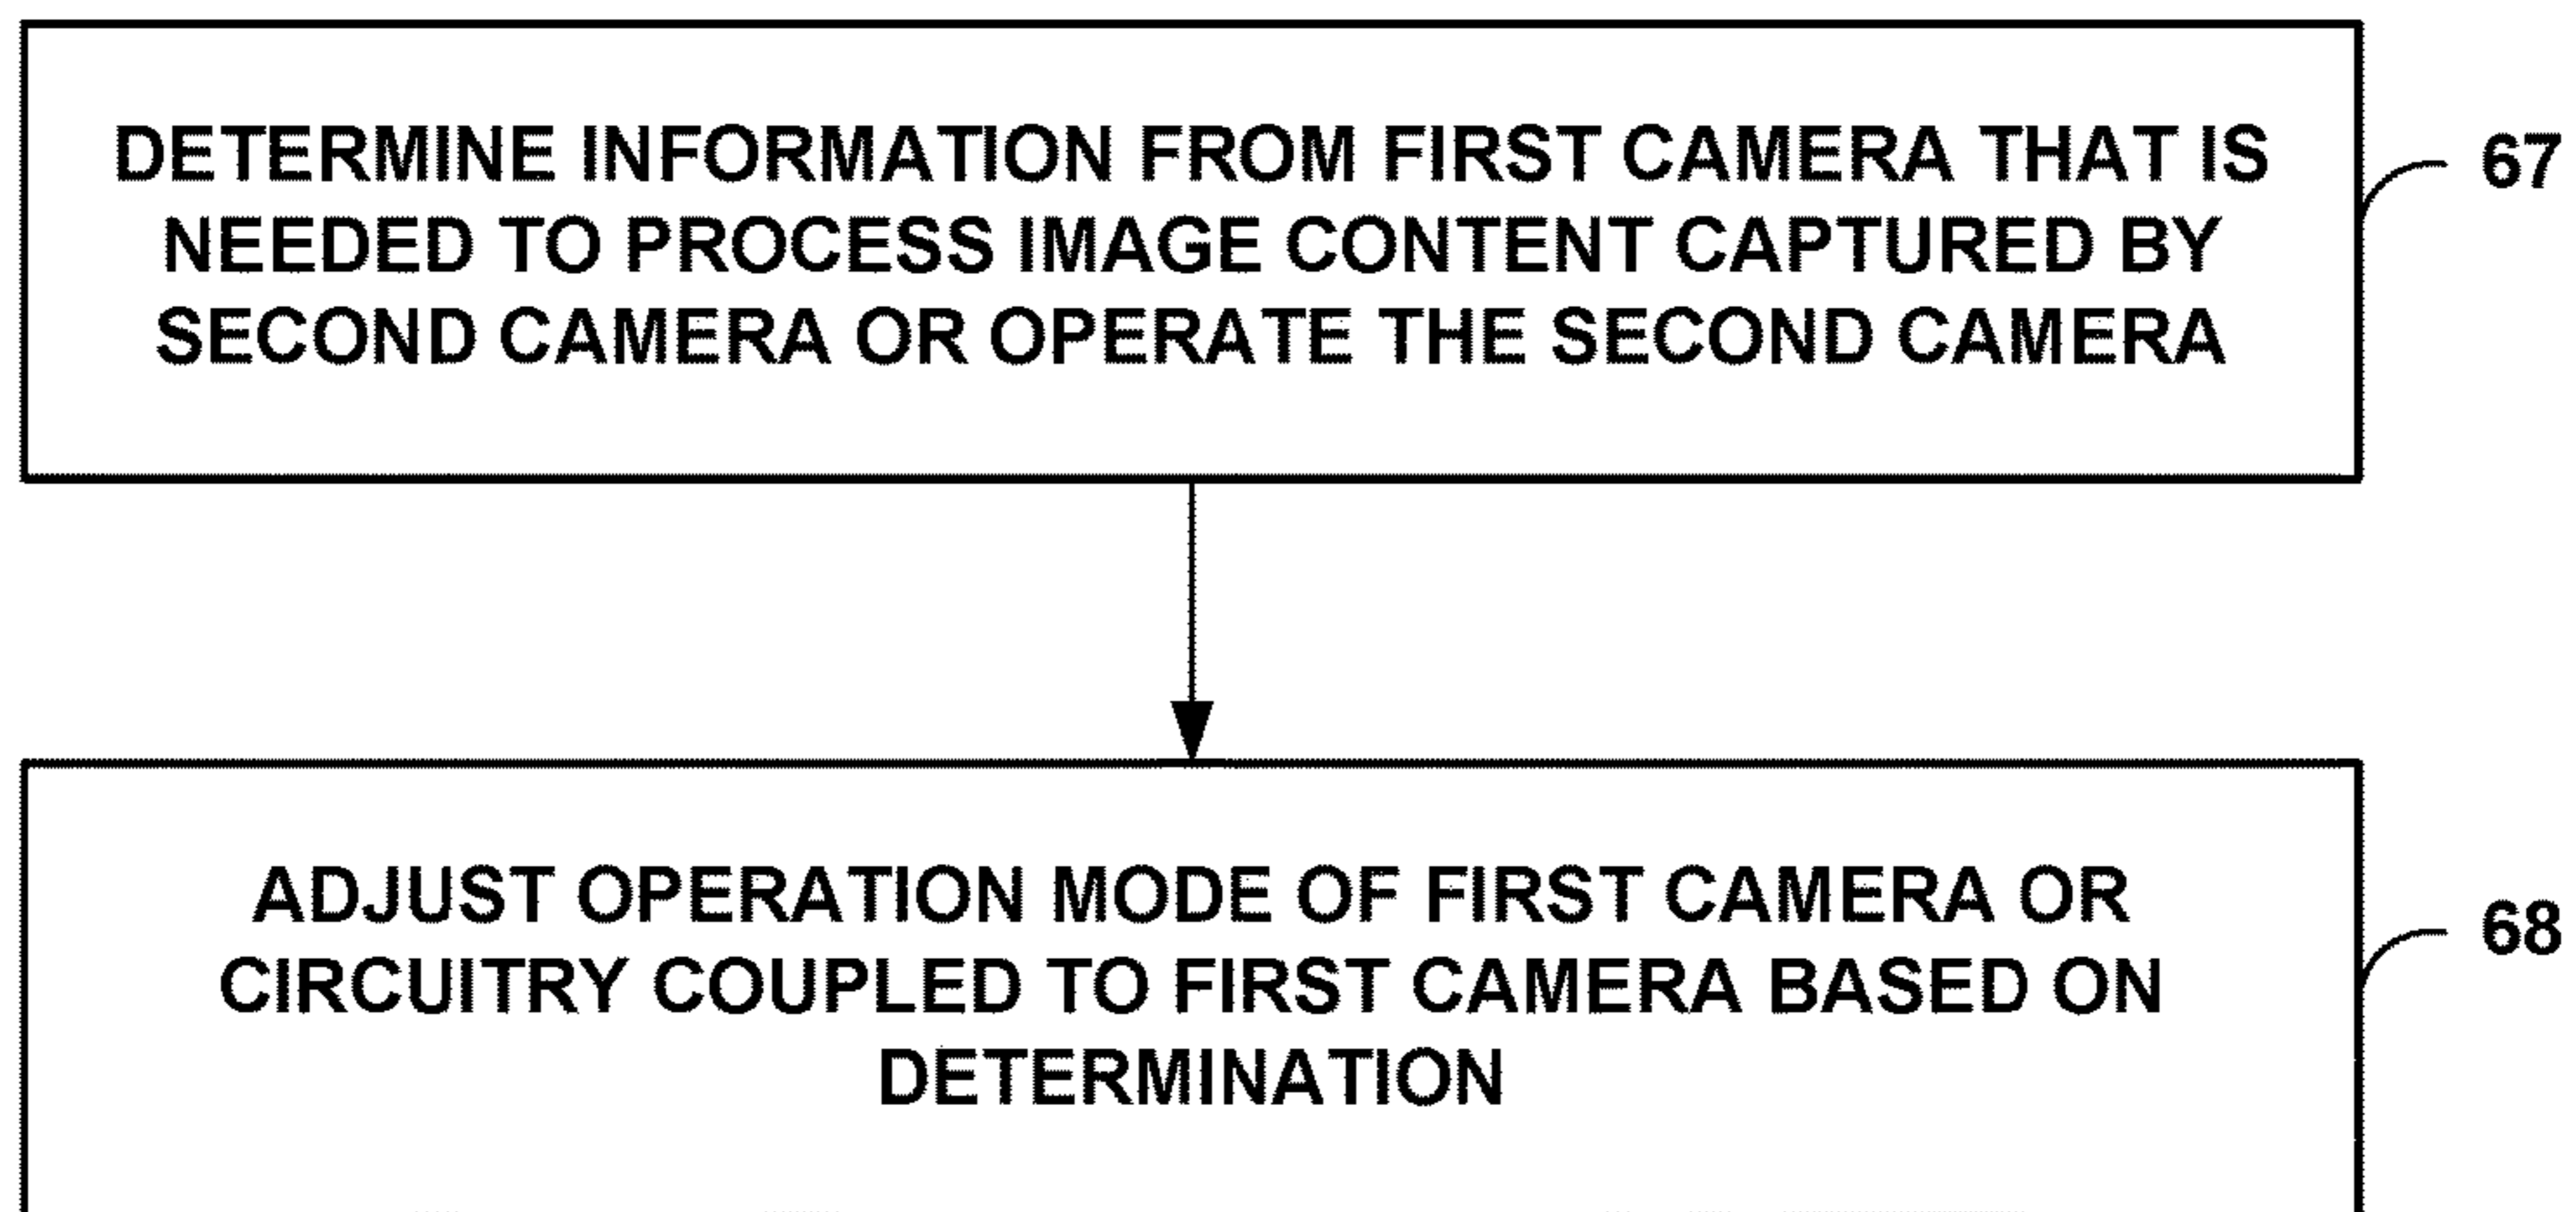 DETERMINE INFORMATION FROM FIRST CAMERA THAT IS
NEEDED TO PROCESS IMAGE CONTENT CAPTURED BY
SECOND CAMERA OR OPERATE THE SECOND CAMERA
67
ADJUST OPERATION MODE OF FIRST CAMERA OR
CIRCUITRY COUPLED TO FIRST CAMERA BASED ON
DETERMINATION
68